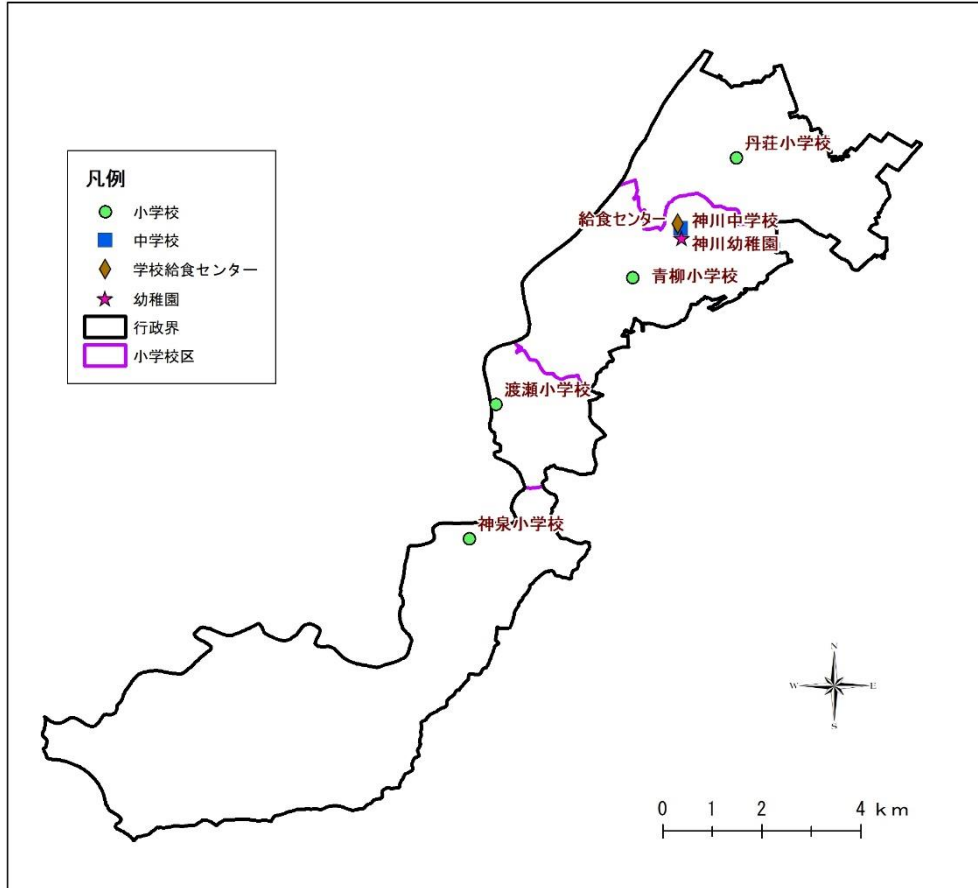 丹荘小学校
凡例
小学校
中学校
学校給食センター
幼稚園
行政界
小学校区
給食センター
神川中学校
神川幼稚園
青柳小学校
渡瀬小学校
神泉小学校
N
W E
S
0 1 2 4 km